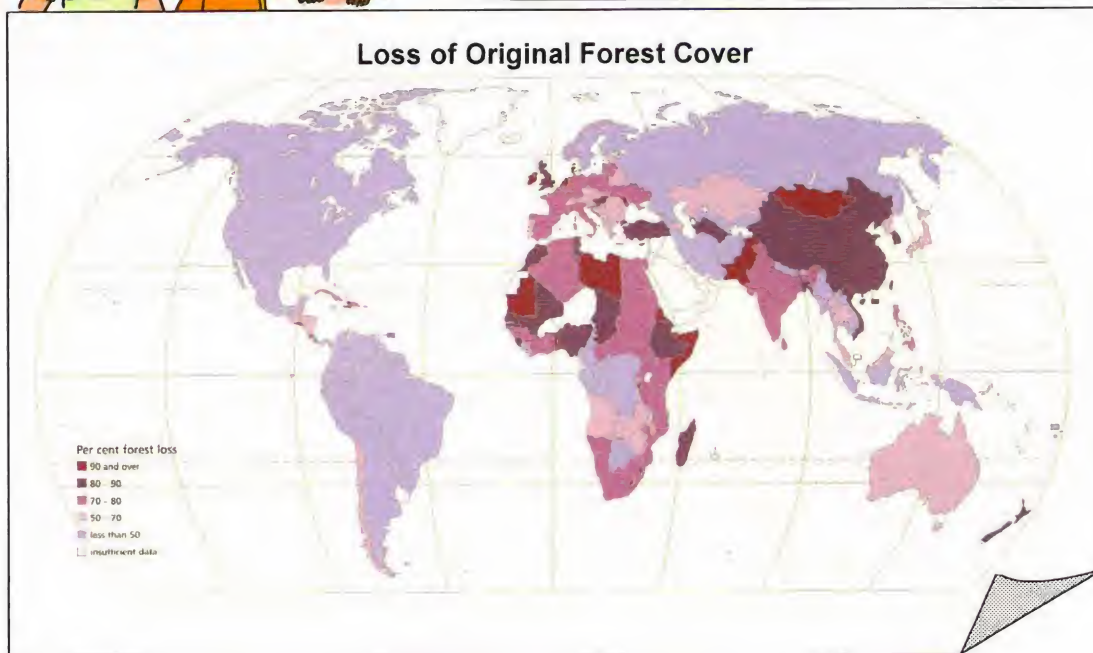 Loss of Original Forest Cover
Per cent forest loss
90 and over
80 - 90
70 - 80
50 - 70
less than 50
insufficient data